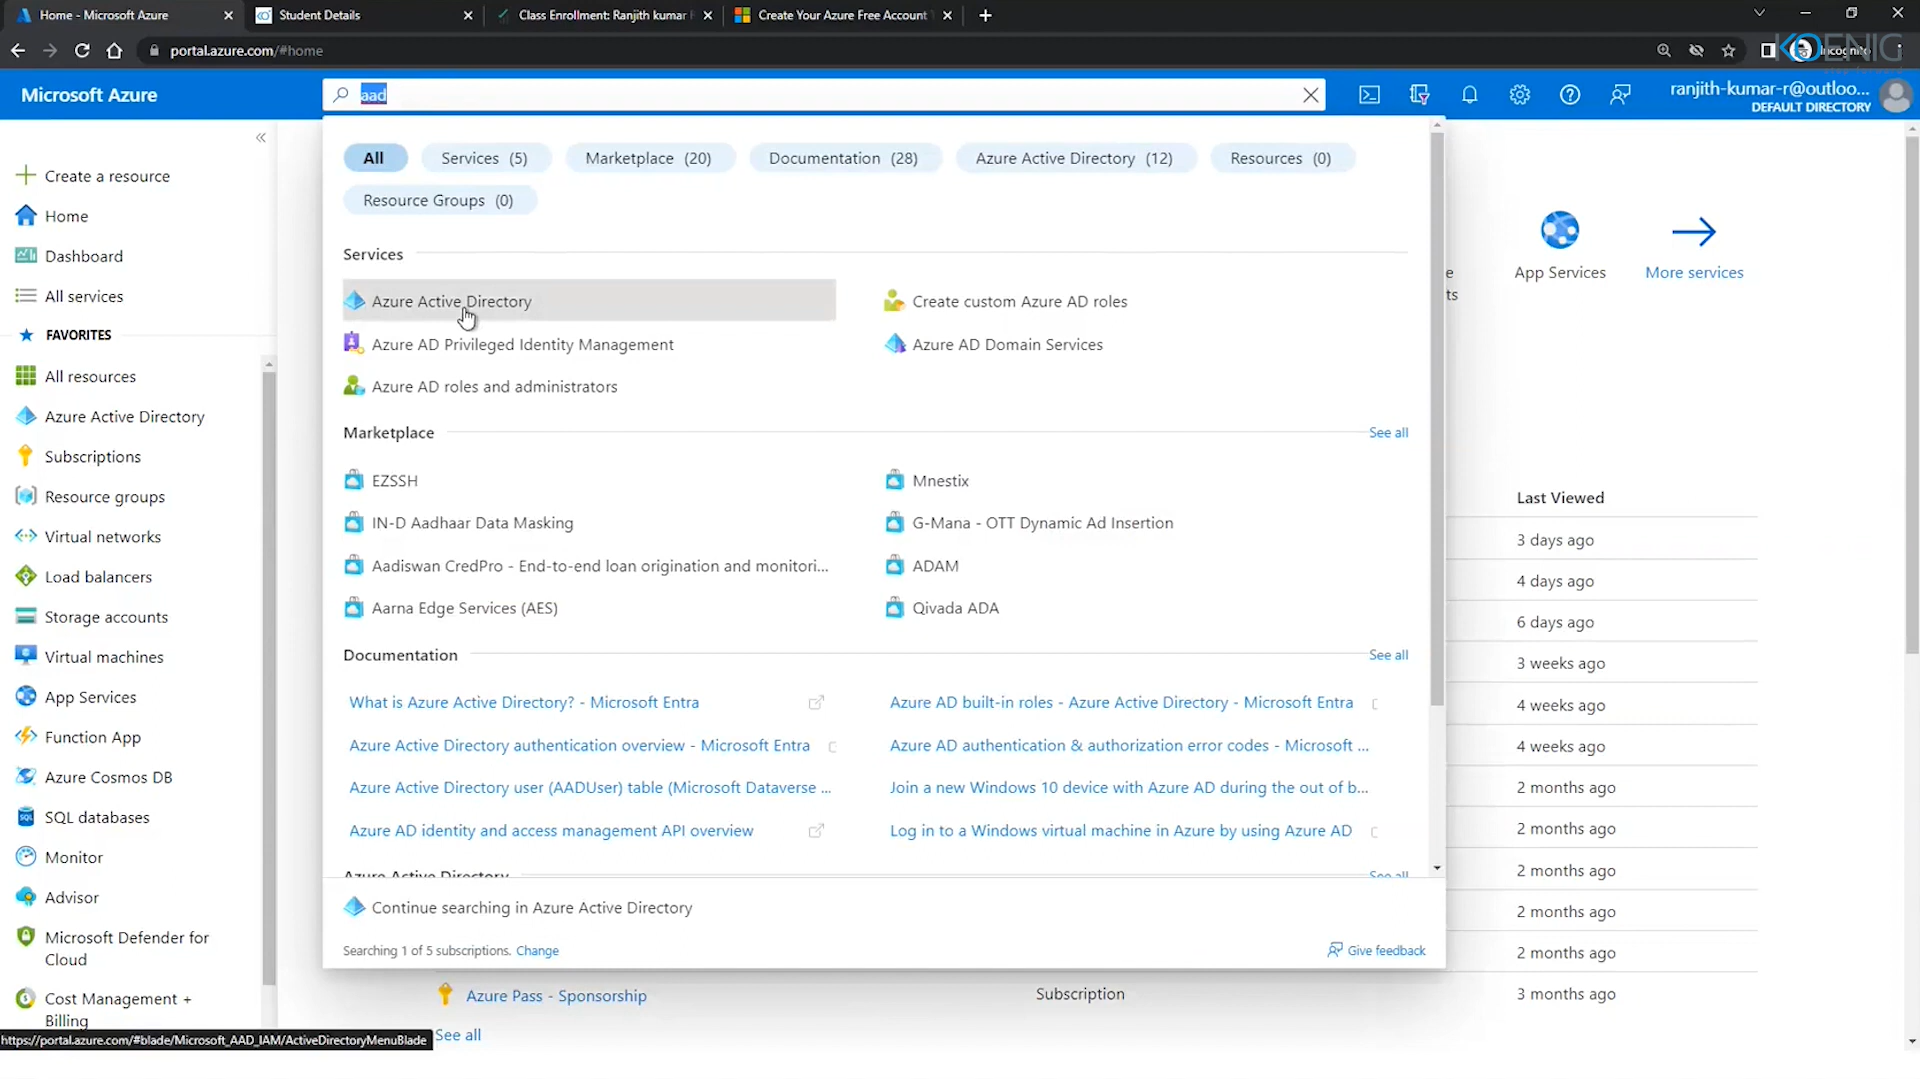 Home - Microsoft Azure
Student Details
Class Enrollment: Ranjith kumar
Create Your Azure Free Account
portal.azure.com/#home
Incognito
KOENIG
Microsoft Azure
aad
ranjith-kumar-r@outloo...
DEFAULT DIRECTORY
Create a resource
Home
Dashboard
All services
FAVORITES
All resources
Azure Active Directory
Subscriptions
Resource groups
Virtual networks
Load balancers
Storage accounts
Virtual machines
App Services
Function App
Azure Cosmos DB
SQL databases
Monitor
Advisor
Microsoft Defender for
Cloud
Cost Management +
Billing
https://portal.azure.com/#blade/Microsoft_AAD_IAM/ActiveDirectoryMenuBlade
All
Services (5)
Marketplace (20)
Documentation (28)
Azure Active Directory (12)
Resources (0)
Resource Groups (0)
Services
Azure Active Directory
Create custom Azure AD roles
Azure AD Privileged Identity Management
Azure AD Domain Services
Azure AD roles and administrators
Marketplace
See all
EZSSH
Mnestix
IN-D Aadhaar Data Masking
G-Mana - OTT Dynamic Ad Insertion
Aadiswan CredPro - End-to-end loan origination and monitori...
ADAM
Aarna Edge Services (AES)
Qivada ADA
Documentation
See all
What is Azure Active Directory? - Microsoft Entra
Azure AD built-in roles - Azure Active Directory - Microsoft Entra
Azure Active Directory authentication overview - Microsoft Entra
Azure AD authentication & authorization error codes - Microsoft ...
Azure Active Directory user (AADUser) table (Microsoft Dataverse ...
Join a new Windows 10 device with Azure AD during the out of b...
Azure AD identity and access management API overview
Log in to a Windows virtual machine in Azure by using Azure AD
Azure Active Directory
See all
Continue searching in Azure Active Directory
Searching 1 of 5 subscriptions. Change
Give feedback
App Services
More services
e
ts
Last Viewed
3 days ago
4 days ago
6 days ago
3 weeks ago
4 weeks ago
4 weeks ago
2 months ago
2 months ago
2 months ago
2 months ago
2 months ago
Azure Pass - Sponsorship
Subscription
3 months ago
See all